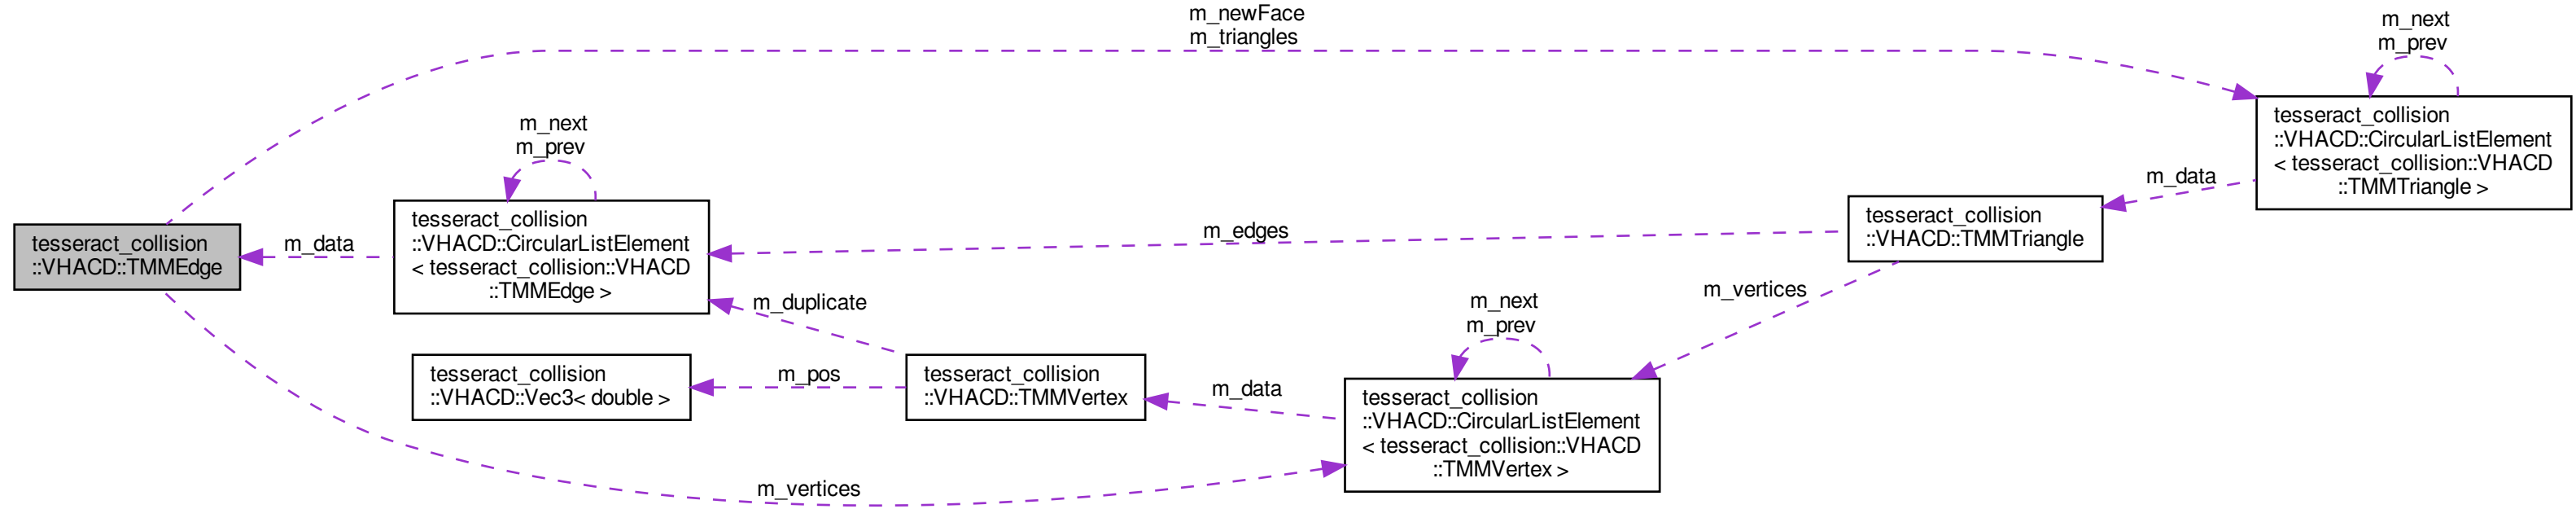 m_newFace
m_triangles
m_next
m_prev
tesseract_collision
::VHACD::CircularListElement
< tesseract_collision::VHACD
::TMMTriangle >
m_data
tesseract_collision
::VHACD::TMMTriangle
m_next
m_prev
tesseract_collision
::VHACD::CircularListElement
< tesseract_collision::VHACD
::TMMEdge >
m_edges
m_data
tesseract_collision
::VHACD::TMMEdge
m_duplicate
m_vertices
m_next
m_prev
tesseract_collision
::VHACD::Vec3< double >
m_pos
tesseract_collision
::VHACD::TMMVertex
m_data
tesseract_collision
::VHACD::CircularListElement
< tesseract_collision::VHACD
::TMMVertex >
m_vertices